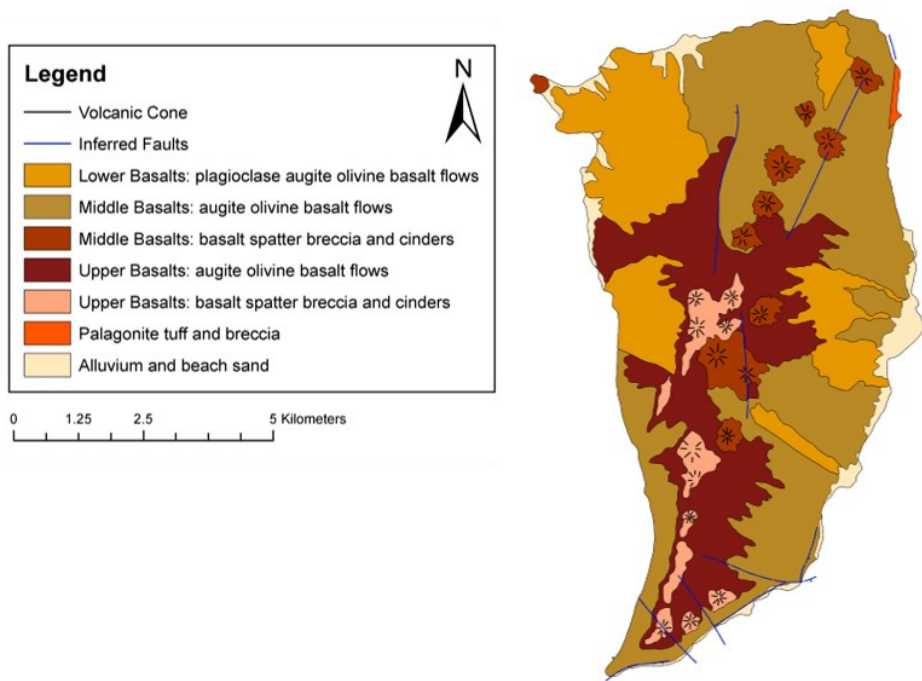 Legend
N
Volcanic Cone
Inferred Faults
Lower Basalts: plagioclase augite olivine basalt flows
Middle Basalts: augite olivine basalt flows
Middle Basalts: basalt spatter breccia and cinders
Upper Basalts: augite olivine basalt flows
Upper Basalts: basalt spatter breccia and cinders
Palagonite tuff and breccia
Alluvium and beach sand
0 1.25 2.5 5 Kilometers